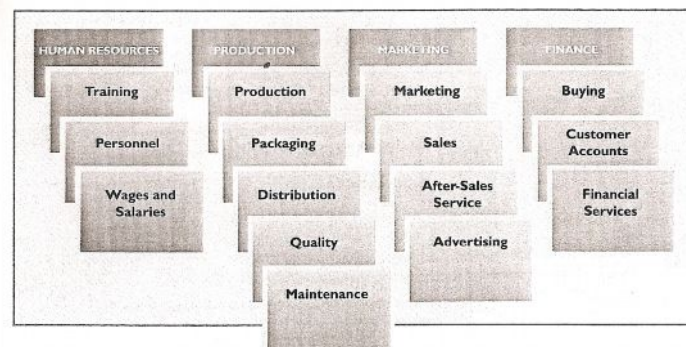 HUMAN RESOURCES
Training
Personnel
Wages and
Salaries
PRODUCTION
Production
Packaging
Distribution
Quality
Maintenance
MARKETING
Marketing
Sales
After-Sales
Service
Advertising
FINANCE
Buying
Customer
Accounts
Financial
Services